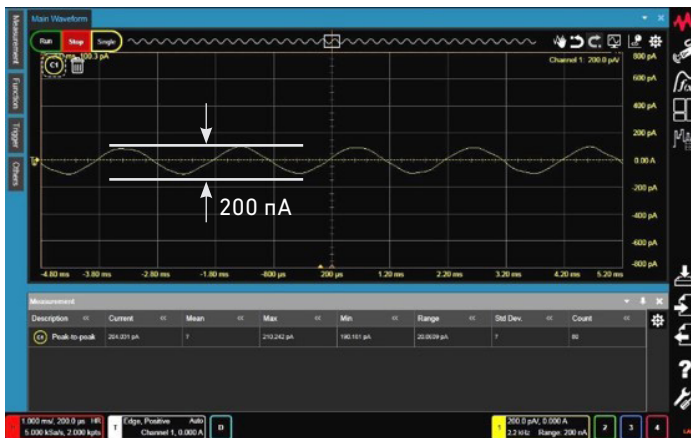 Main Waveform
Measurement
Function
Trigger
Others
Run
Stop
Single
C1
Channel 1: 200.0 pA/
800 pA
600 pA
400 pA
200 pA
0.00 A
-200 pA
-400 pA
-600 pA
-800 pA
200 пА
-4.80 ms -3.80 ms -2.80 ms -1.80 ms -800 µs 200 µs 1.20 ms 2.20 ms 3.20 ms 4.20 ms 5.20 ms
Measurement
Description Current Mean Max Min Range Std Dev. Count
C1 Peak-to-peak 204.031 pA ? 210.242 pA 190.161 pA ? 60
1.000 ms/, 200.0 µs HR
5.000 kSa/s, 2.000 kpts
T Edge, Positive Auto
Channel 1, 0.000 A
D
1 200.0 pA/, 0.000 A
2.2 kHz Range: 200 nA
2 3 4